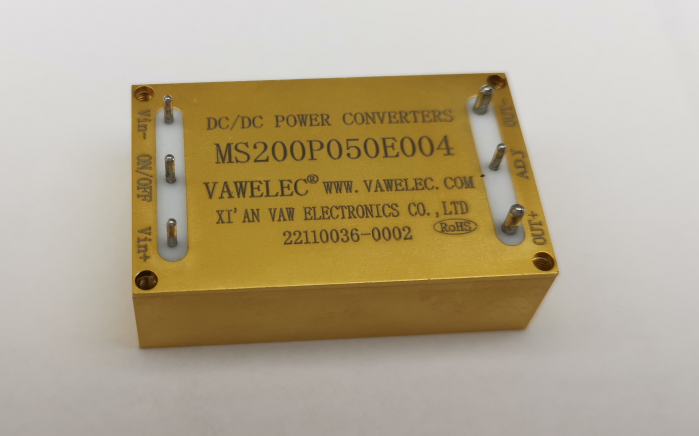 DC/DC POWER CONVERTERS
MS200P050E004
VAWELEC® WWW.VAWELEC.COM
XI'AN VAW ELECTRONICS CO.,LTD
22110036-0002
RoHS
Vin-
ON/OFF
Vin+
OUT-
ADJ
OUT+